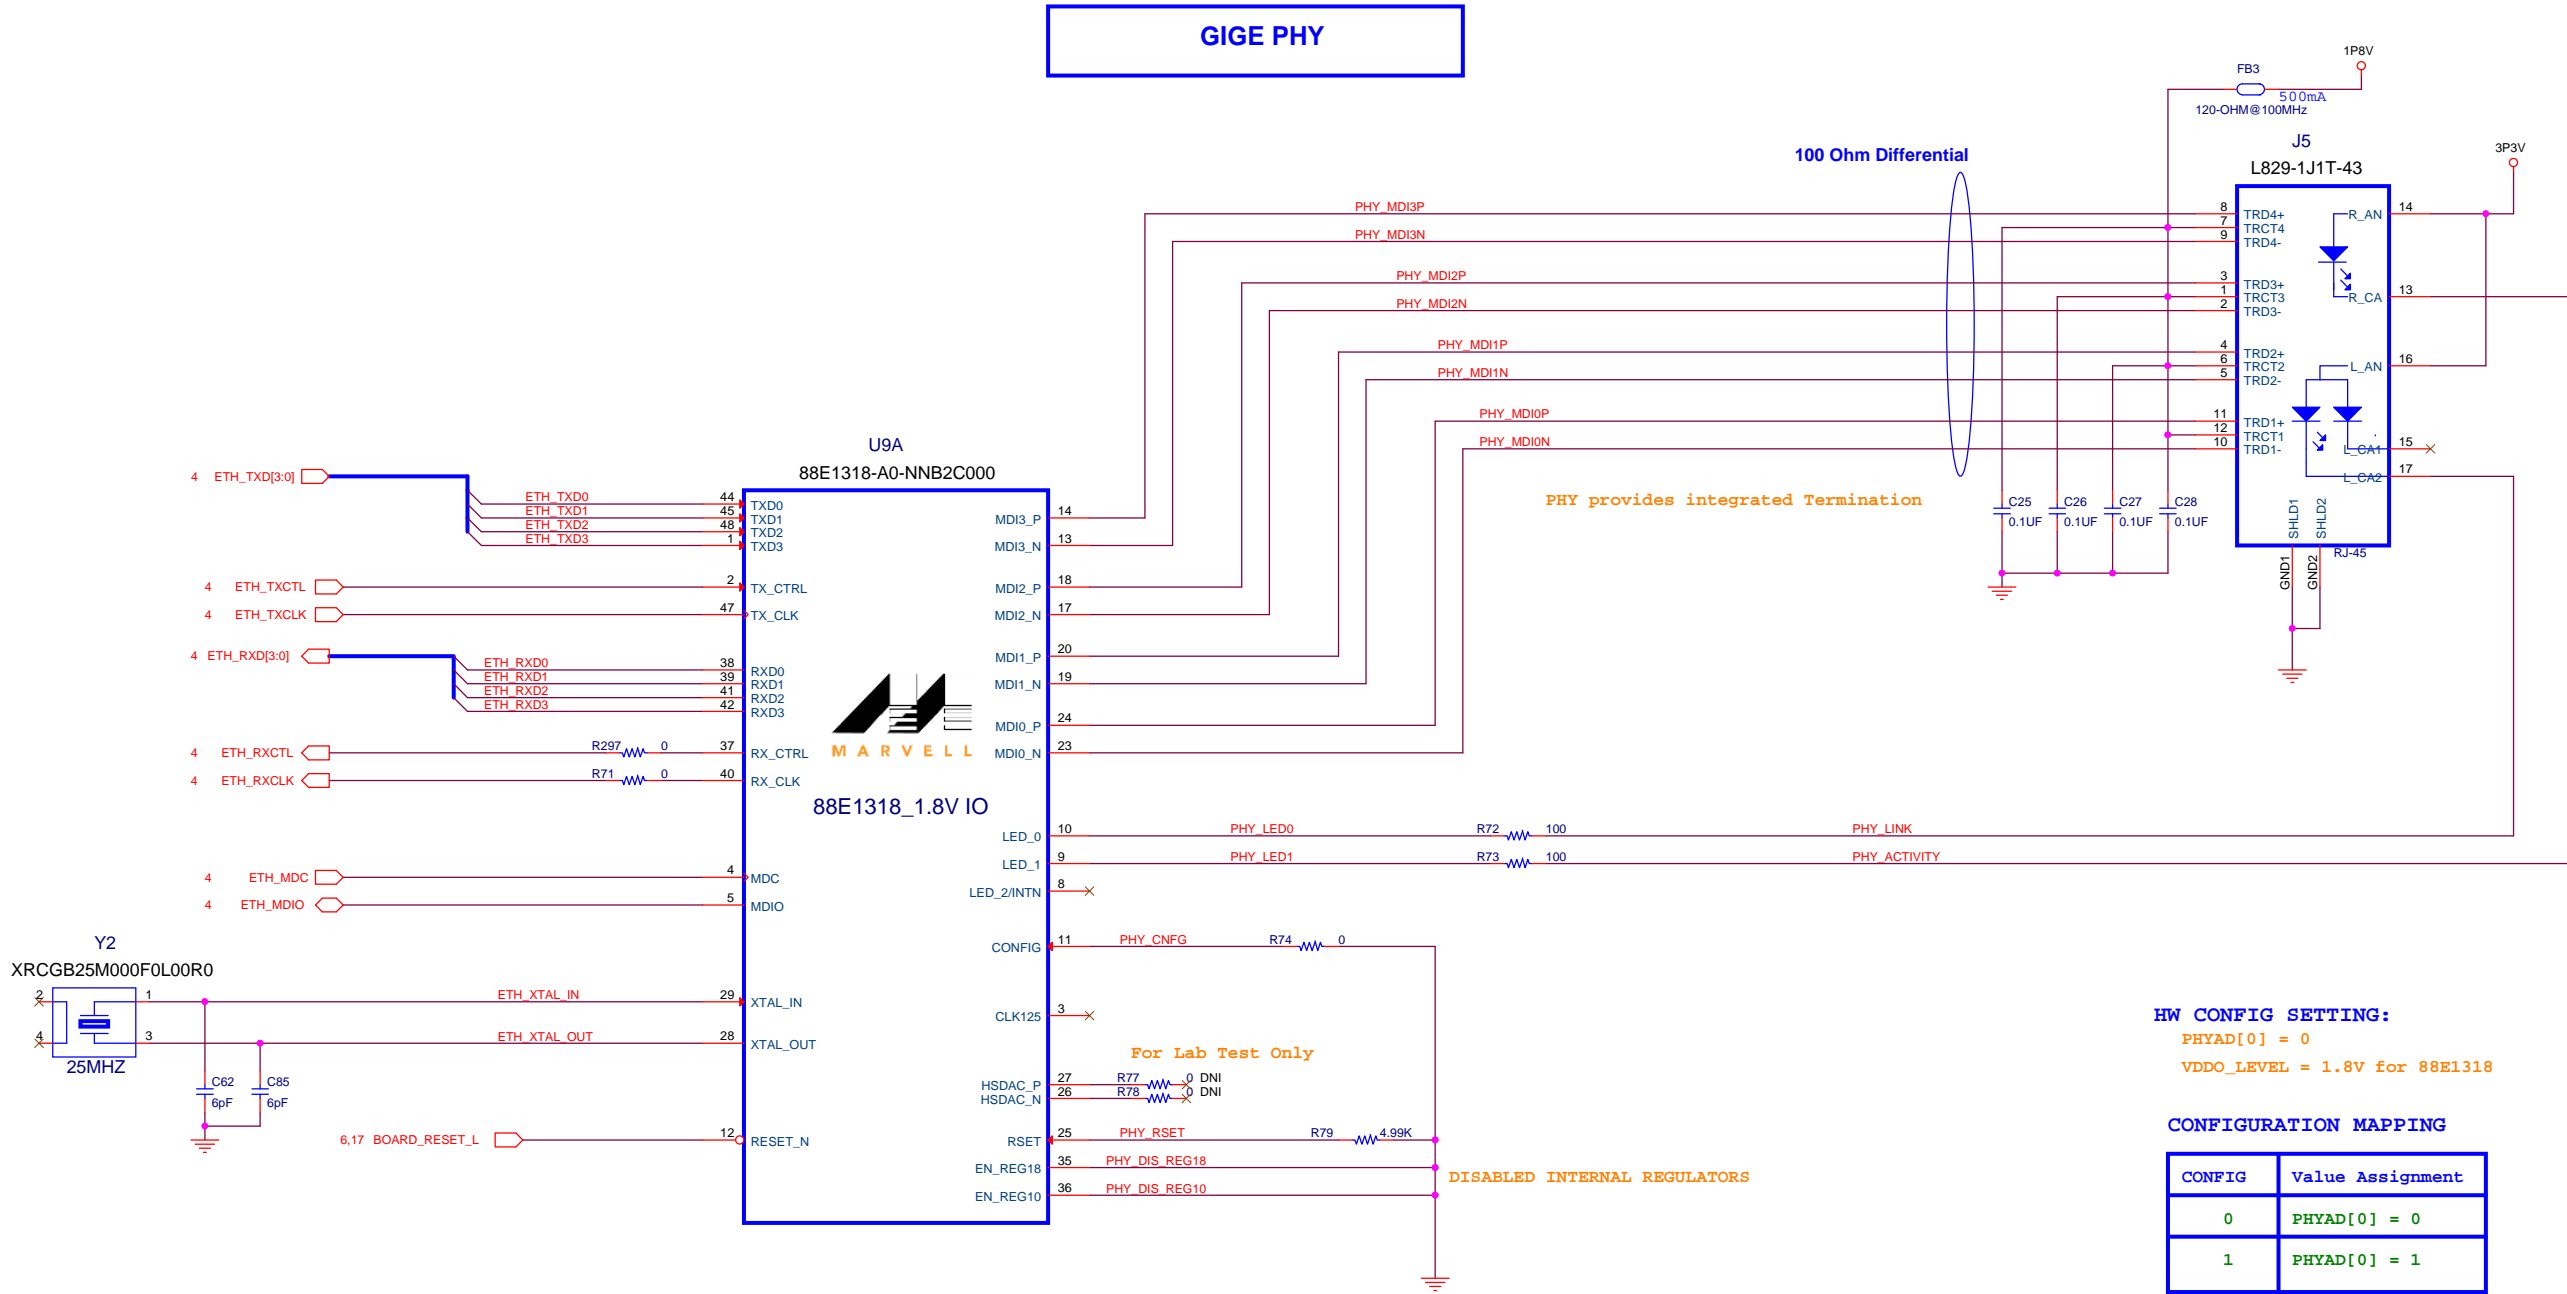 GIGE PHY
1P8V
FB3
500mA
120-OHM@100MHz
J5
L829-1J1T-43
3P3V
100 Ohm Differential
PHY_MDI3P
8
TRD4+
R_AN
14
7
TRCT4
PHY_MDI3N
9
TRD4-
PHY_MDI2P
3
TRD3+
1
TRCT3
R_CA
13
PHY_MDI2N
2
TRD3-
PHY_MDI1P
4
TRD2+
6
TRCT2
L_AN
16
PHY_MDI1N
5
TRD2-
PHY_MDI0P
11
TRD1+
12
TRCT1
PHY_MDI0N
10
TRD1-
L_CA1
15
L_CA2
17
PHY provides integrated Termination
C25
0.1UF
C26
0.1UF
C27
0.1UF
C28
0.1UF
SHLD1
SHLD2
RJ-45
GND1
GND2
U9A
88E1318-A0-NNB2C000
4 ETH_TXD[3:0]
ETH_TXD0
44
TXD0
ETH_TXD1
45
TXD1
ETH_TXD2
48
TXD2
ETH_TXD3
1
TXD3
4 ETH_TXCTL
2
TX_CTRL
4 ETH_TXCLK
47
TX_CLK
4 ETH_RXD[3:0]
ETH_RXD0
38
RXD0
ETH_RXD1
39
RXD1
ETH_RXD2
41
RXD2
ETH_RXD3
42
RXD3
4 ETH_RXCTL
R297
0
37
RX_CTRL
4 ETH_RXCLK
R71
0
40
RX_CLK
MARVELL
88E1318_1.8V IO
MDI3_P
14
MDI3_N
13
MDI2_P
18
MDI2_N
17
MDI1_P
20
MDI1_N
19
MDI0_P
24
MDI0_N
23
LED_0
10
PHY_LED0
R72
100
PHY_LINK
LED_1
9
PHY_LED1
R73
100
PHY_ACTIVITY
LED_2/INTN
8
4 ETH_MDC
4
MDC
4 ETH_MDIO
5
MDIO
CONFIG
11
PHY_CNFG
R74
0
CLK125
3
Y2
XRCGB25M000F0L00R0
2
1
4
3
25MHZ
ETH_XTAL_IN
29
XTAL_IN
ETH_XTAL_OUT
28
XTAL_OUT
C62
6pF
C85
6pF
6,17 BOARD_RESET_L
12
RESET_N
For Lab Test Only
HSDAC_P
27
R77
0 DNI
HSDAC_N
26
R78
0 DNI
RSET
25
PHY_RSET
R79
4.99K
EN_REG18
35
PHY_DIS_REG18
EN_REG10
36
PHY_DIS_REG10
DISABLED INTERNAL REGULATORS
HW CONFIG SETTING:
PHYAD[0] = 0
VDDO_LEVEL = 1.8V for 88E1318
CONFIGURATION MAPPING
CONFIG Value Assignment
0 PHYAD[0] = 0
1 PHYAD[0] = 1